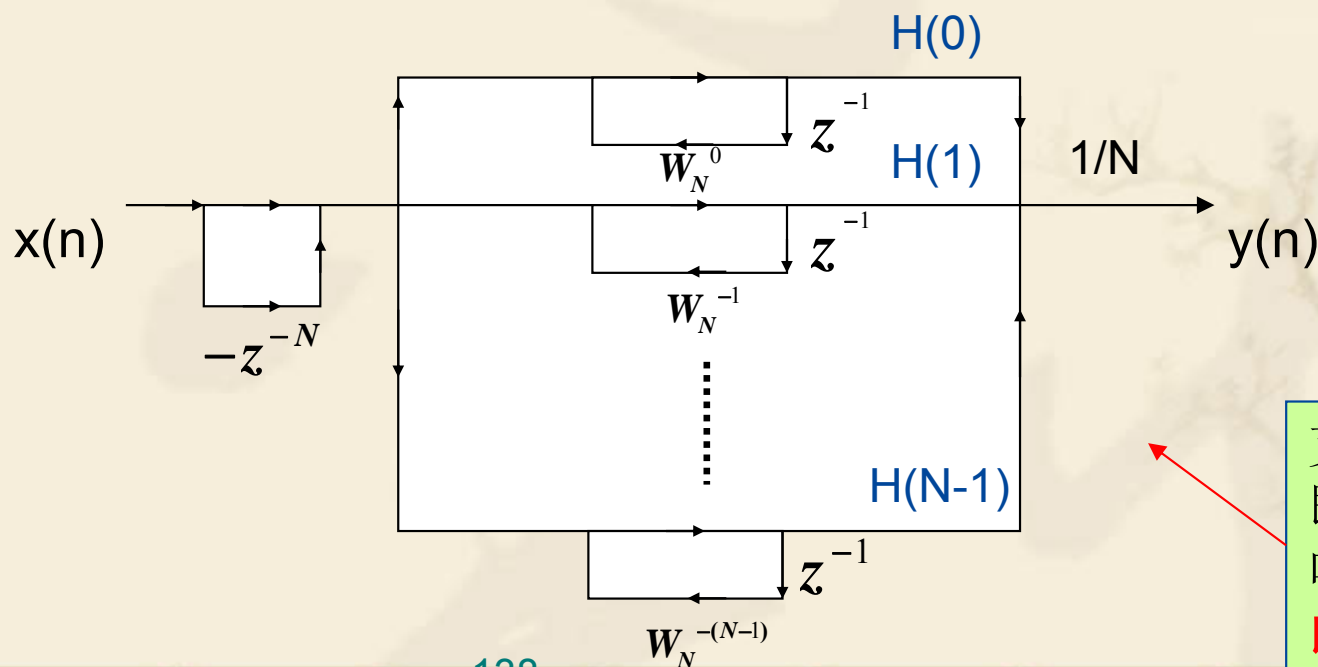 H(0)
z^{-1}
W_N^0
H(1)
1/N
x(n)
z^{-1}
y(n)
W_N^{-1}
-z^{-N}
H(N-1)
z^{-1}
W_N^{-(N-1)}